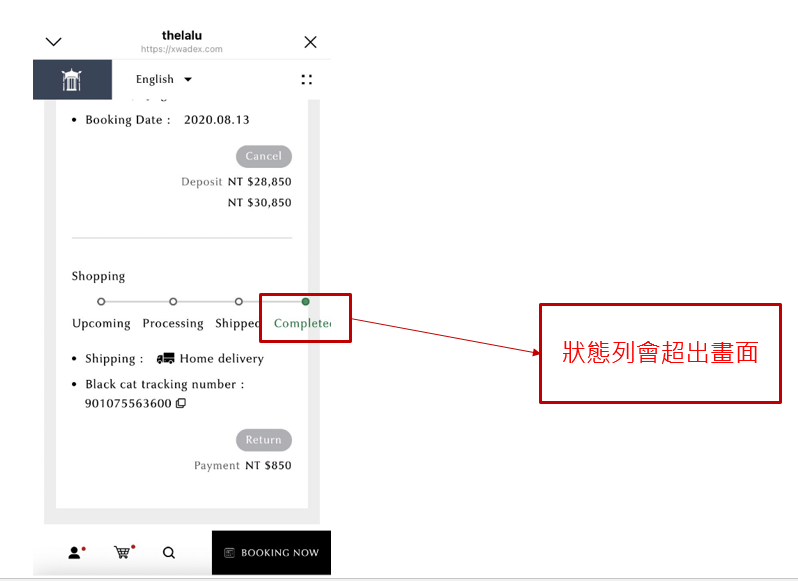 thelalu
https://xwadex.com
English
Booking Date : 2020.08.13
Cancel
Deposit NT $28,850
NT $30,850
Shopping
Upcoming Processing Shipped Completed
Shipping : Home delivery
Black cat tracking number :
901075563600
Return
Payment NT $850
BOOKING NOW
狀態列會超出畫面